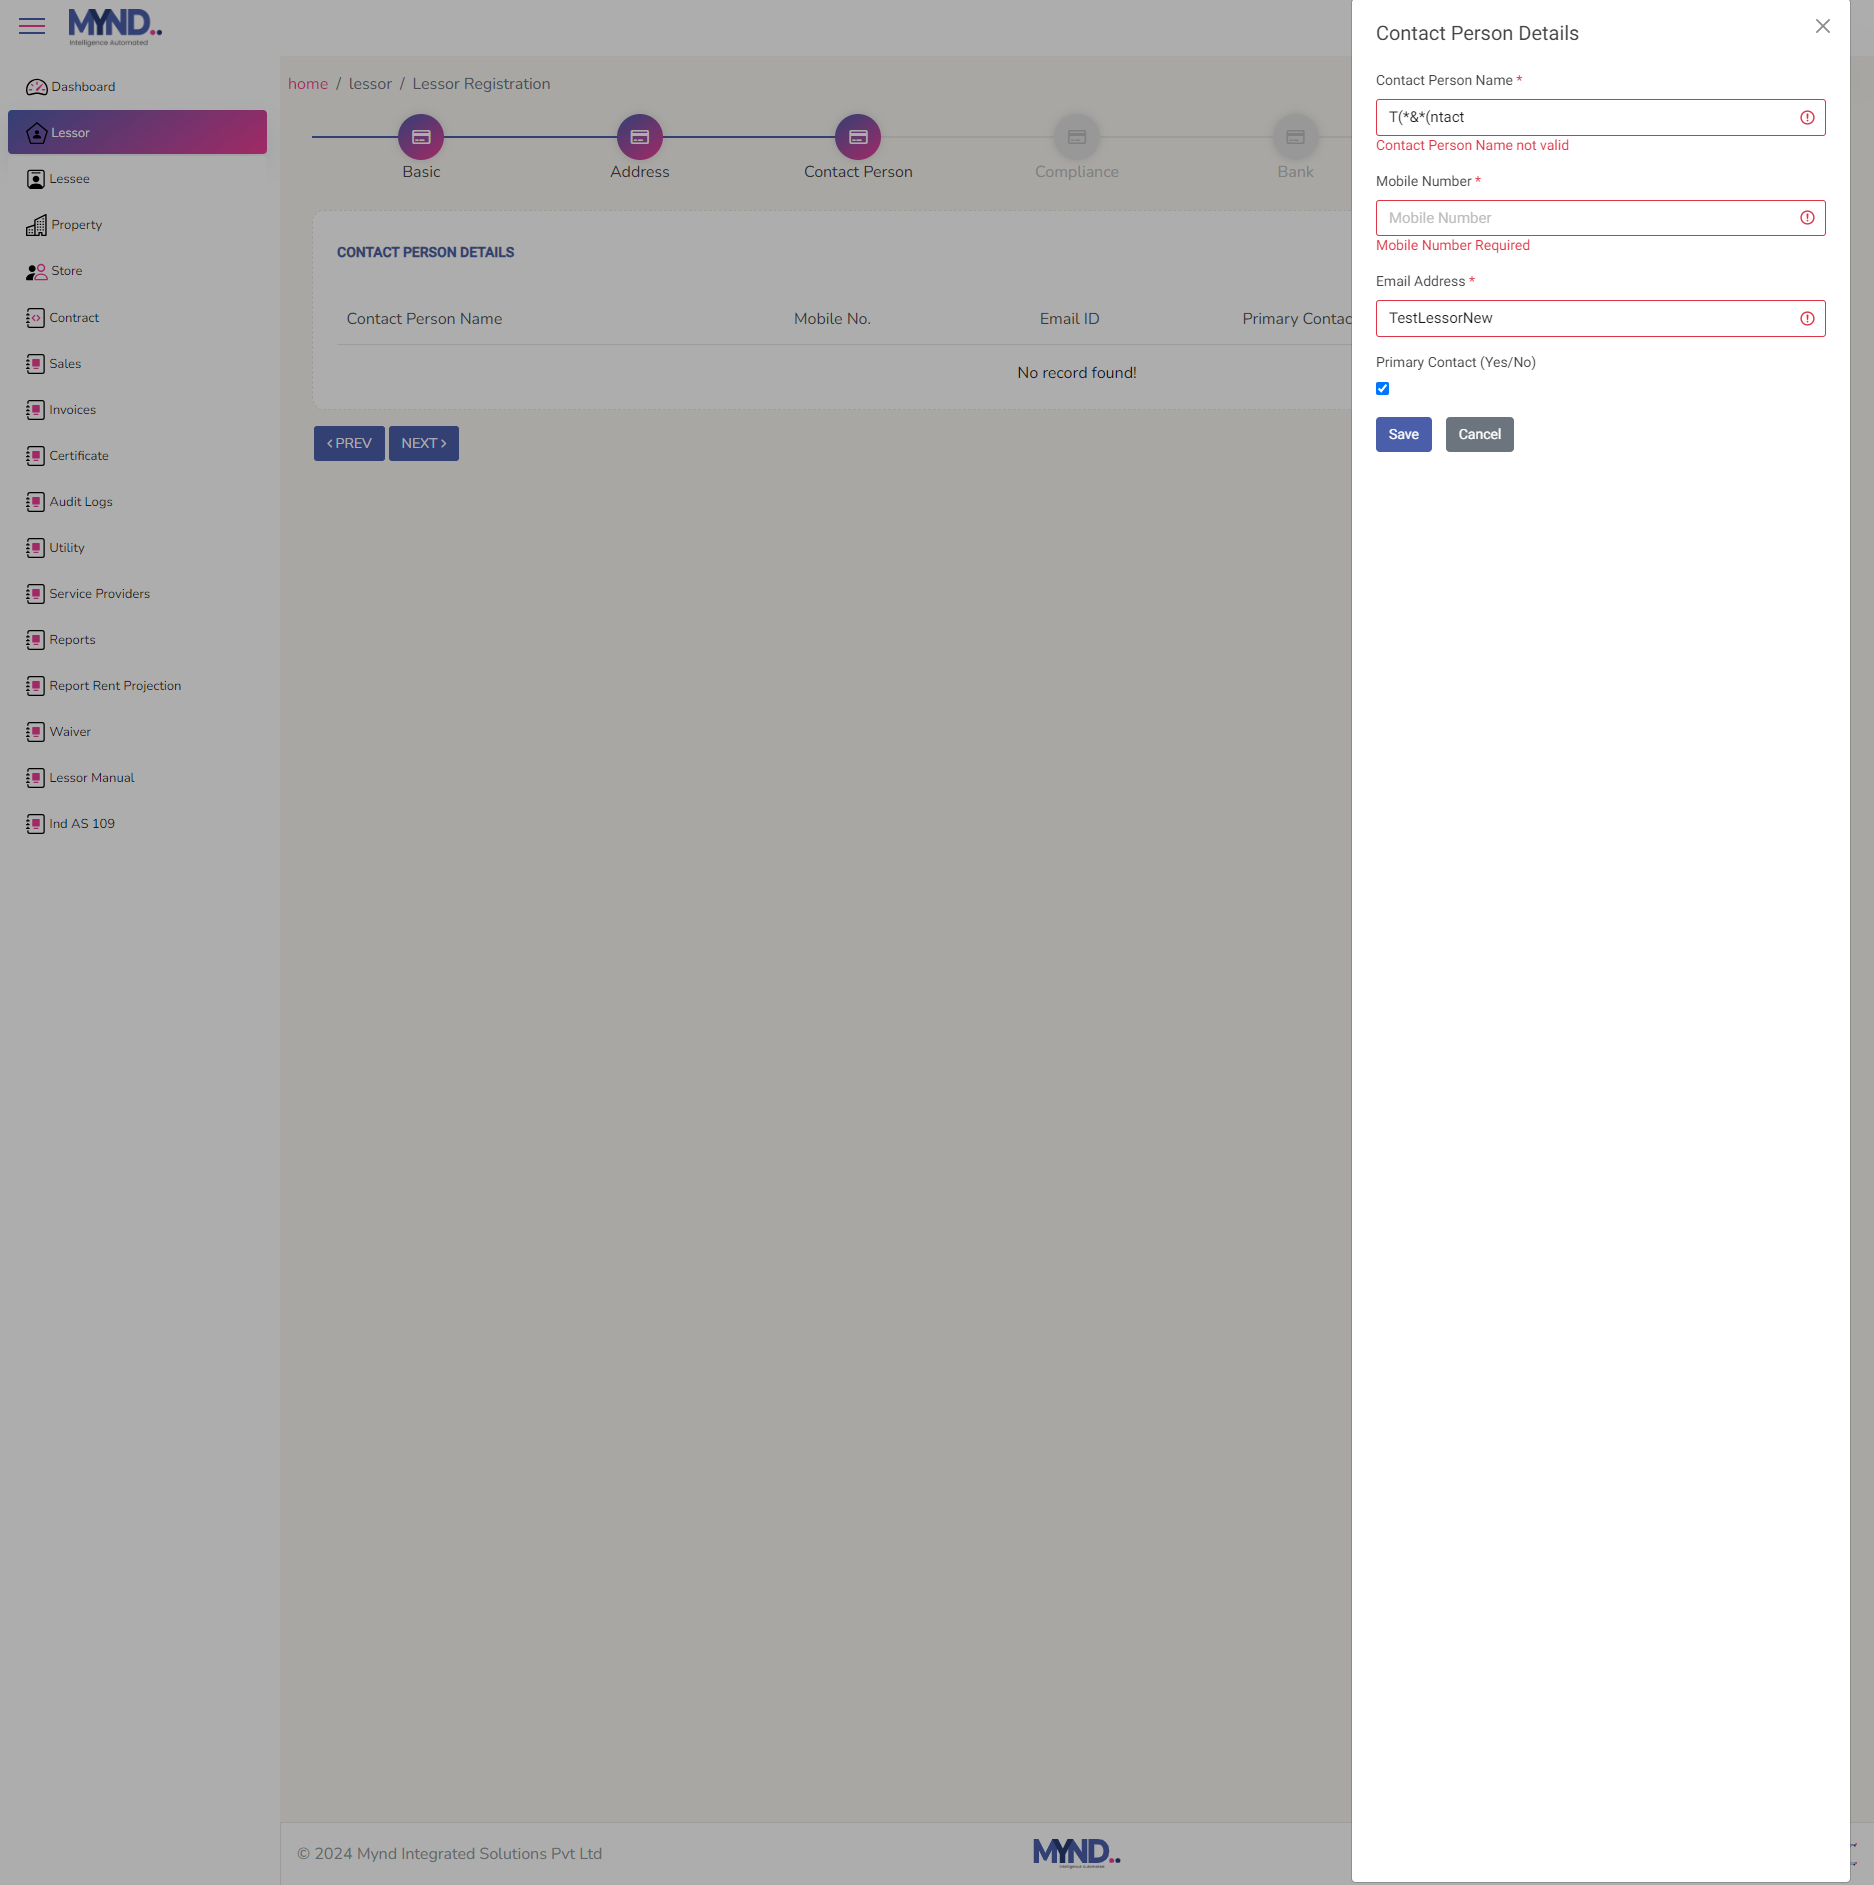 MYND..
Intelligence Automated
Dashboard
Lessor
Lessee
Property
Store
Contract
Sales
Invoices
Certificate
Audit Logs
Utility
Service Providers
Reports
Report Rent Projection
Waiver
Lessor Manual
Ind AS 109
home / lessor / Lessor Registration
Basic
Address
Contact Person
Compliance
Bank
CONTACT PERSON DETAILS
Contact Person Name Mobile No. Email ID Primary Contac
No record found!
PREV NEXT
Contact Person Details
Contact Person Name *
T(*&*(ntact
Contact Person Name not valid
Mobile Number *
Mobile Number
Mobile Number Required
Email Address *
TestLessorNew
Primary Contact (Yes/No)
Save Cancel
© 2024 Mynd Integrated Solutions Pvt Ltd
MYND..
Intelligence Automated